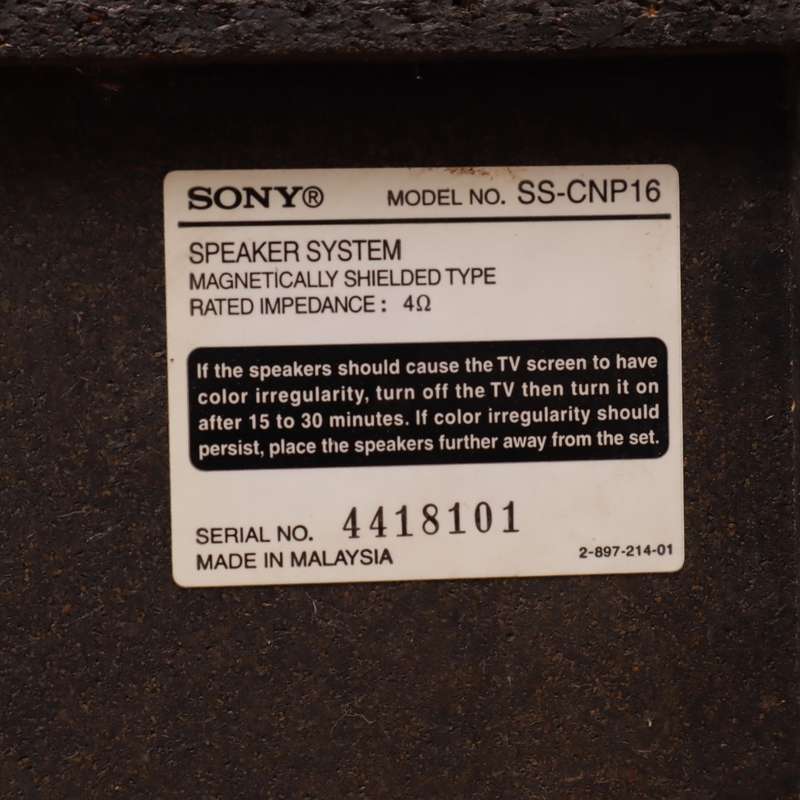 SONY® MODEL NO. SS-CNP16
SPEAKER SYSTEM
MAGNETICALLY SHIELDED TYPE
RATED IMPEDANCE : 4Ω
If the speakers should cause the TV screen to have
color irregularity, turn off the TV then turn it on
after 15 to 30 minutes. If color irregularity should
persist, place the speakers further away from the set.
SERIAL NO. 4418101
MADE IN MALAYSIA 2-897-214-01